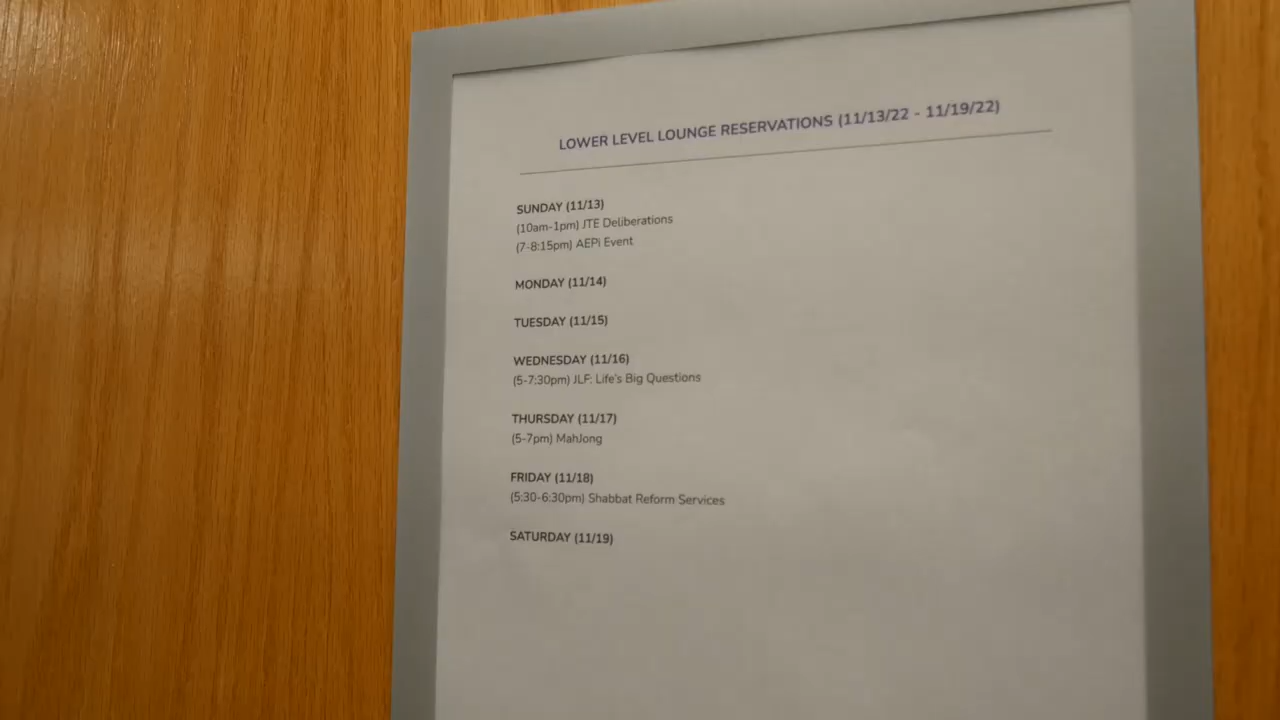 LOWER LEVEL LOUNGE RESERVATIONS (11/13/22 - 11/19/22)
SUNDAY (11/13)
(10am-1pm) JTE Deliberations
(7-8:15pm) AEPi Event
MONDAY (11/14)
TUESDAY (11/15)
WEDNESDAY (11/16)
(5-7:30pm) JLF: Life's Big Questions
THURSDAY (11/17)
(5-7pm) MahJong
FRIDAY (11/18)
(5:30-6:30pm) Shabbat Reform Services
SATURDAY (11/19)